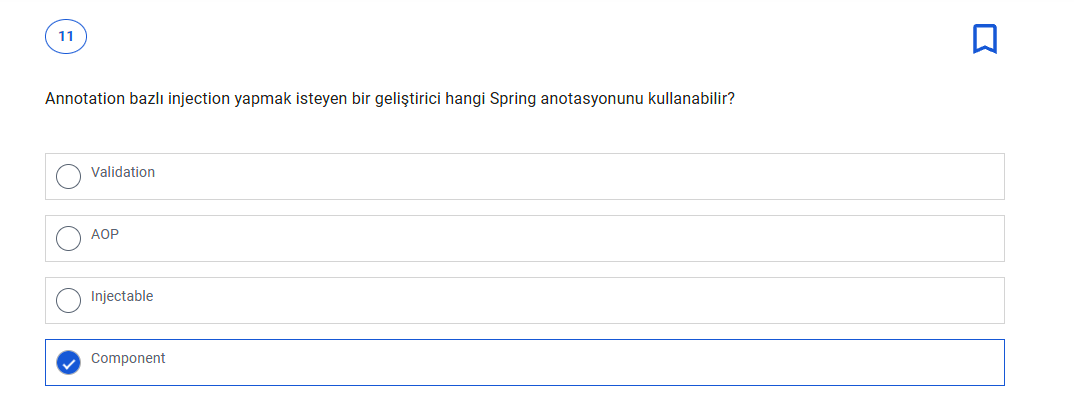 11
Annotation bazlı injection yapmak isteyen bir geliştirici hangi Spring anotasyonunu kullanabilir?
Validation
AOP
Injectable
Component